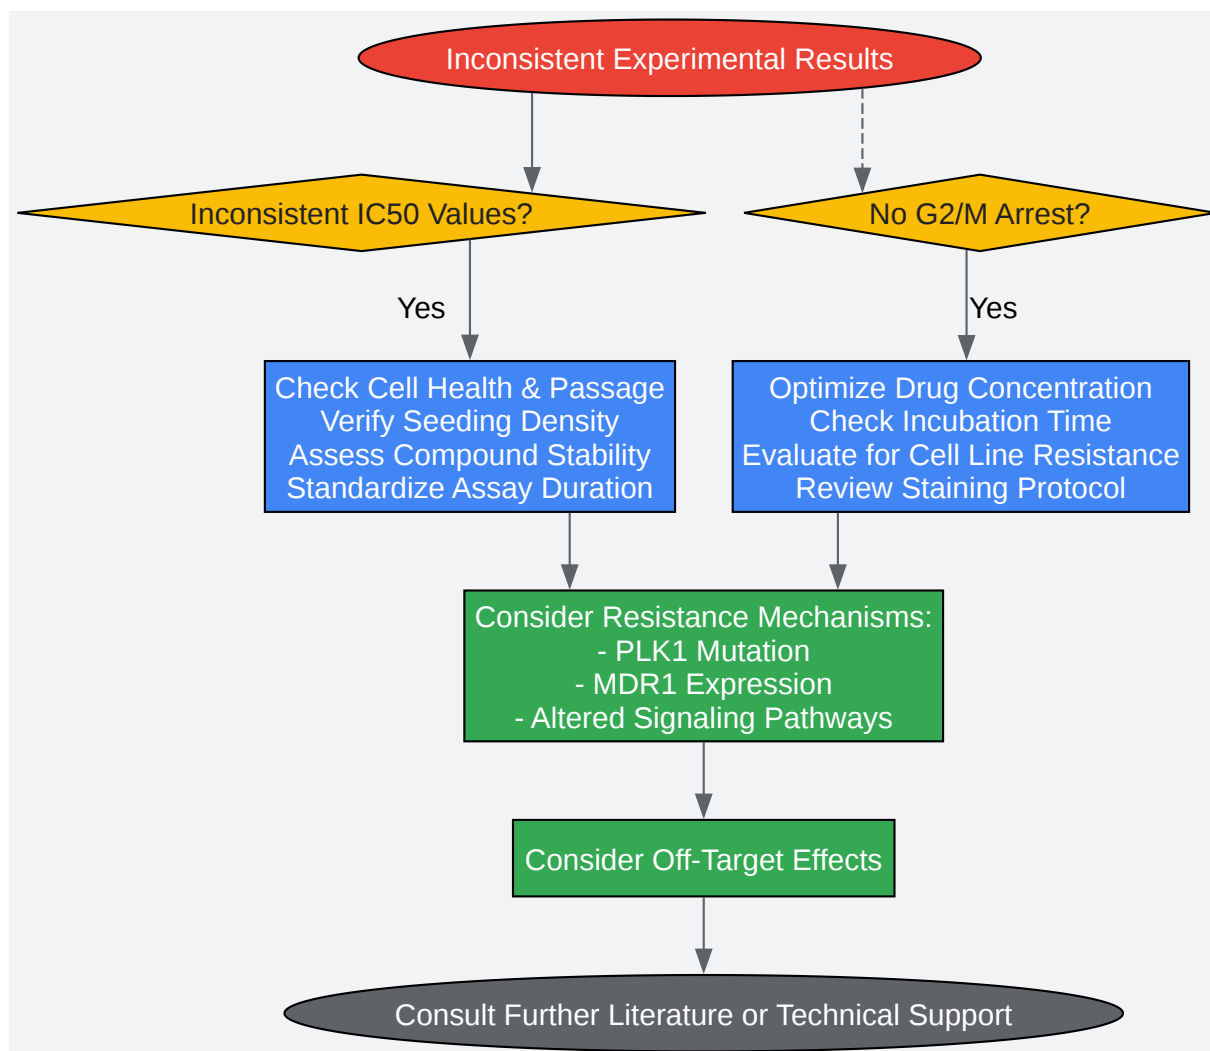 Inconsistent Experimental Results
Inconsistent IC50 Values?
No G2/M Arrest?
Yes
Yes
Check Cell Health & Passage
Verify Seeding Density
Assess Compound Stability
Standardize Assay Duration
Optimize Drug Concentration
Check Incubation Time
Evaluate for Cell Line Resistance
Review Staining Protocol
Consider Resistance Mechanisms:
- PLK1 Mutation
- MDR1 Expression
- Altered Signaling Pathways
Consider Off-Target Effects
Consult Further Literature or Technical Support